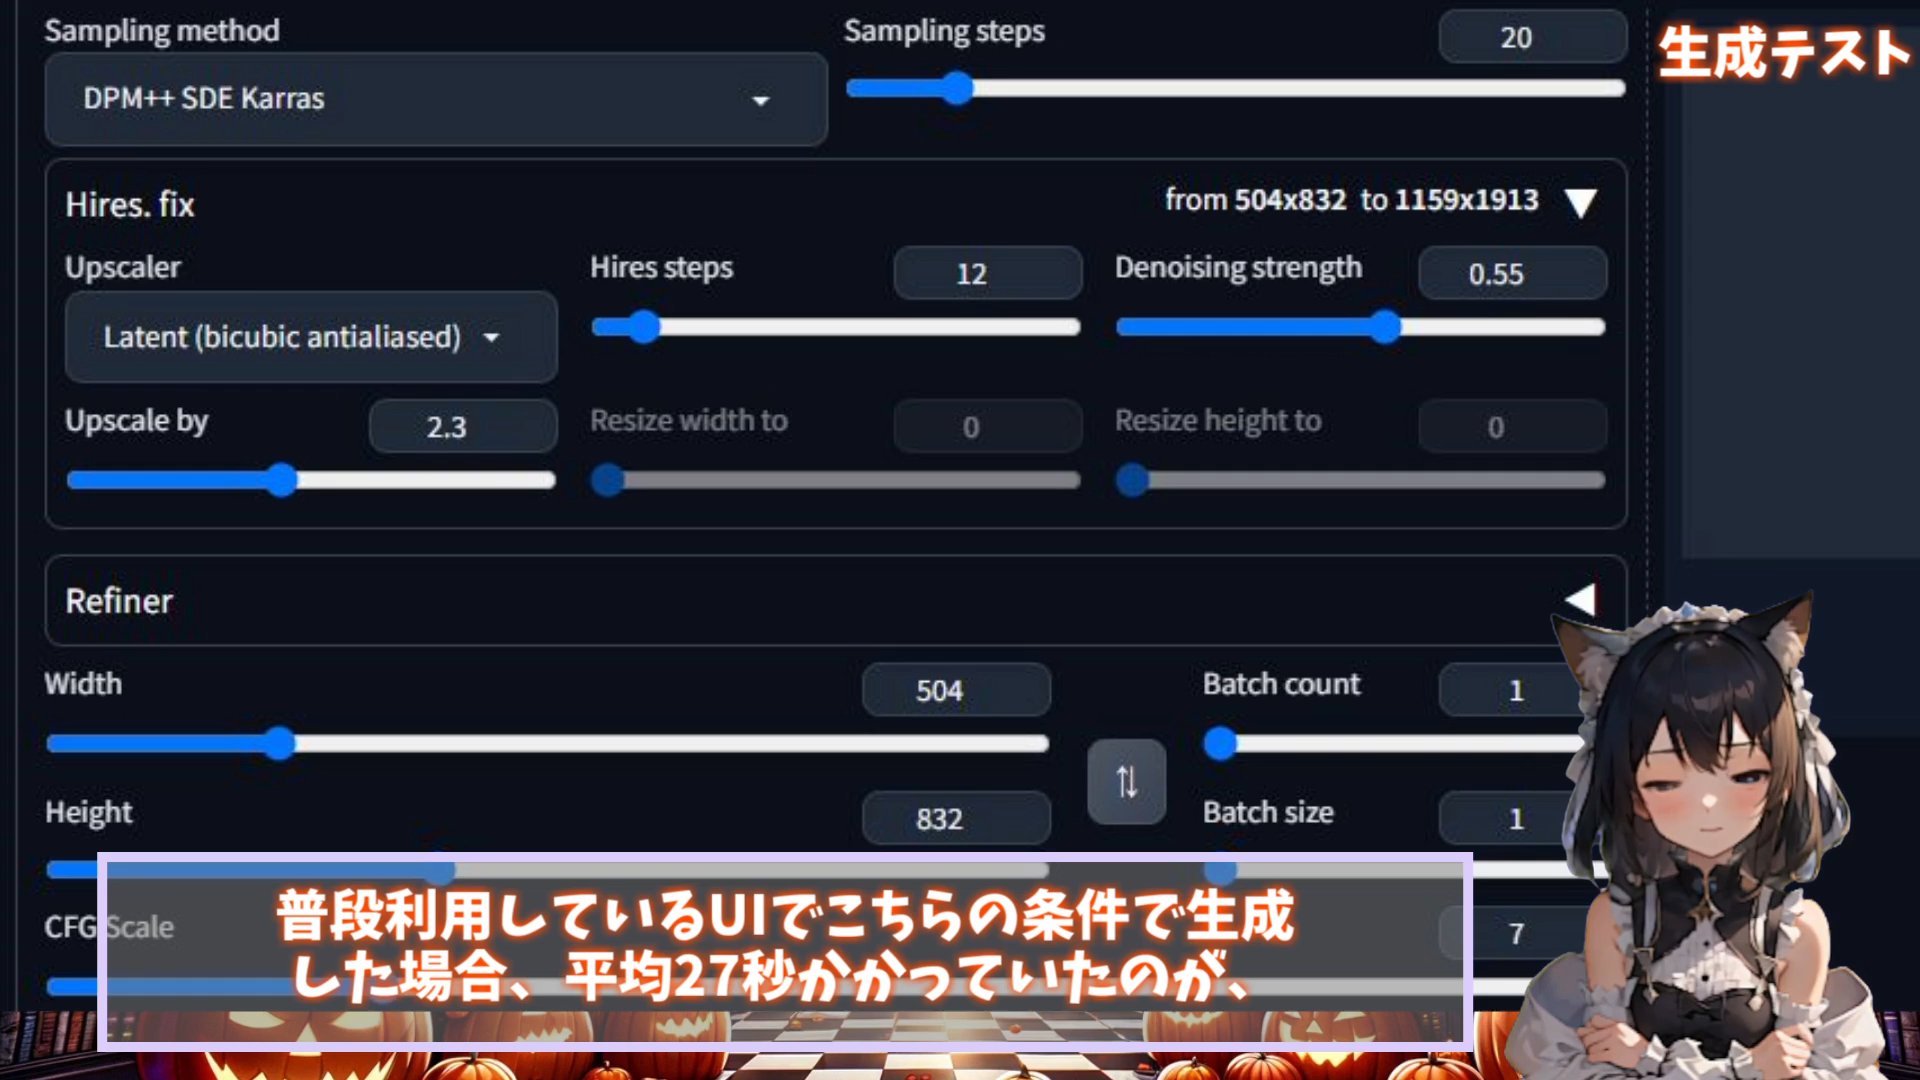 Sampling method
DPM++ SDE Karras
Sampling steps
20
生成テスト
Hires. fix
from 504x832 to 1159x1913
Upscaler
Latent (bicubic antialiased)
Hires steps
12
Denoising strength
0.55
Upscale by
2.3
Resize width to
0
Resize height to
0
Refiner
Width
504
Batch count
1
Height
832
Batch size
1
CFG Scale
7
普段利用しているUIでこちらの条件で生成
した場合、平均27秒かかっていたのが、